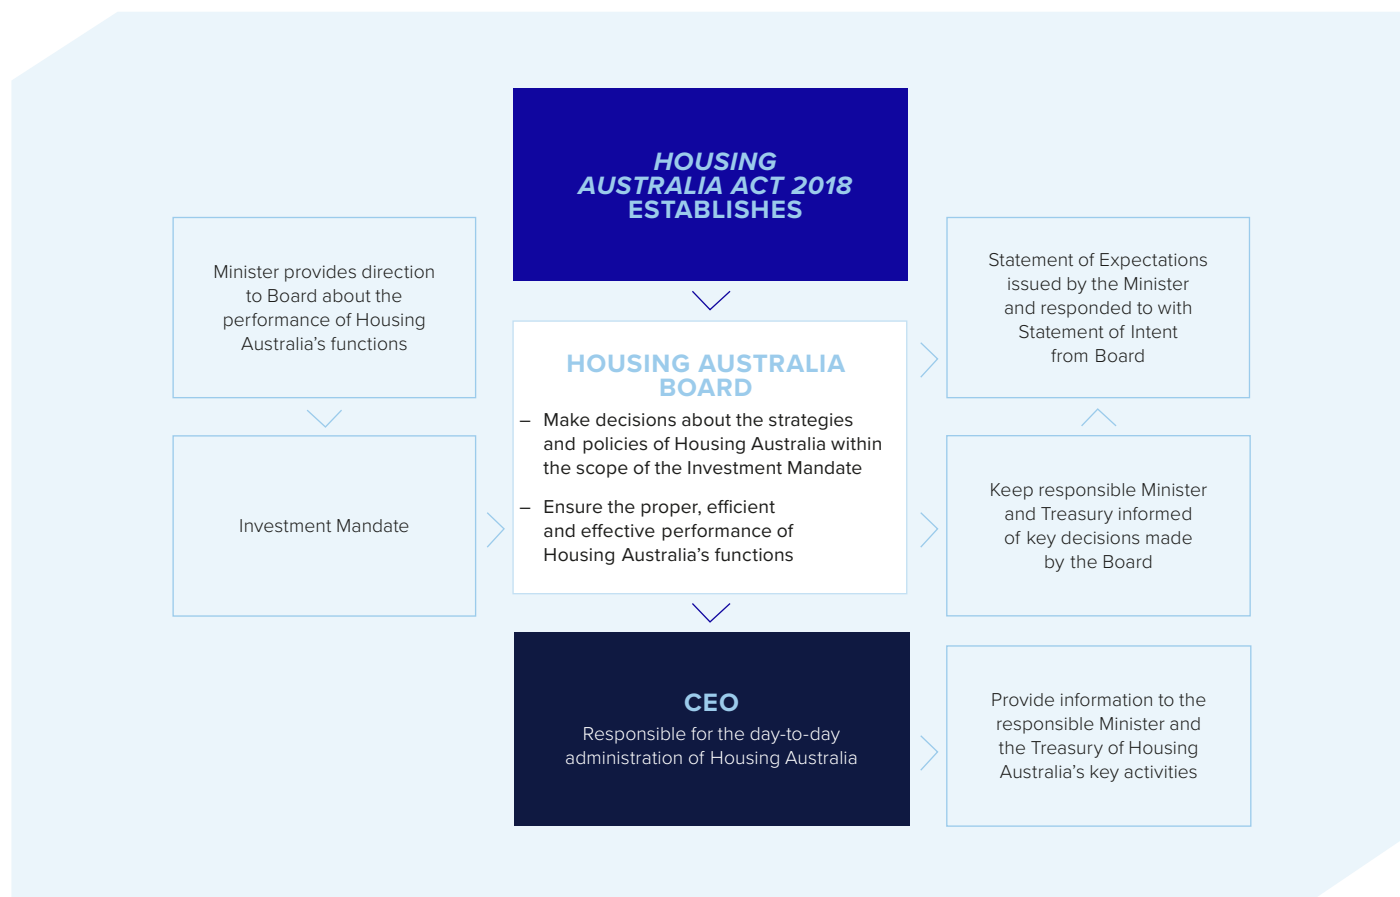 HOUSING
AUSTRALIA ACT 2018
ESTABLISHES
Minister provides direction
to Board about the
performance of Housing
Australia’s functions
Investment Mandate
HOUSING AUSTRALIA
BOARD
– Make decisions about the strategies
and policies of Housing Australia within
the scope of the Investment Mandate
– Ensure the proper, efficient
and effective performance of
Housing Australia’s functions
Statement of Expectations
issued by the Minister
and responded to with
Statement of Intent
from Board
Keep responsible Minister
and Treasury informed
of key decisions made
by the Board
CEO
Responsible for the day-to-day
administration of Housing Australia
Provide information to the
responsible Minister and
the Treasury of Housing
Australia’s key activities